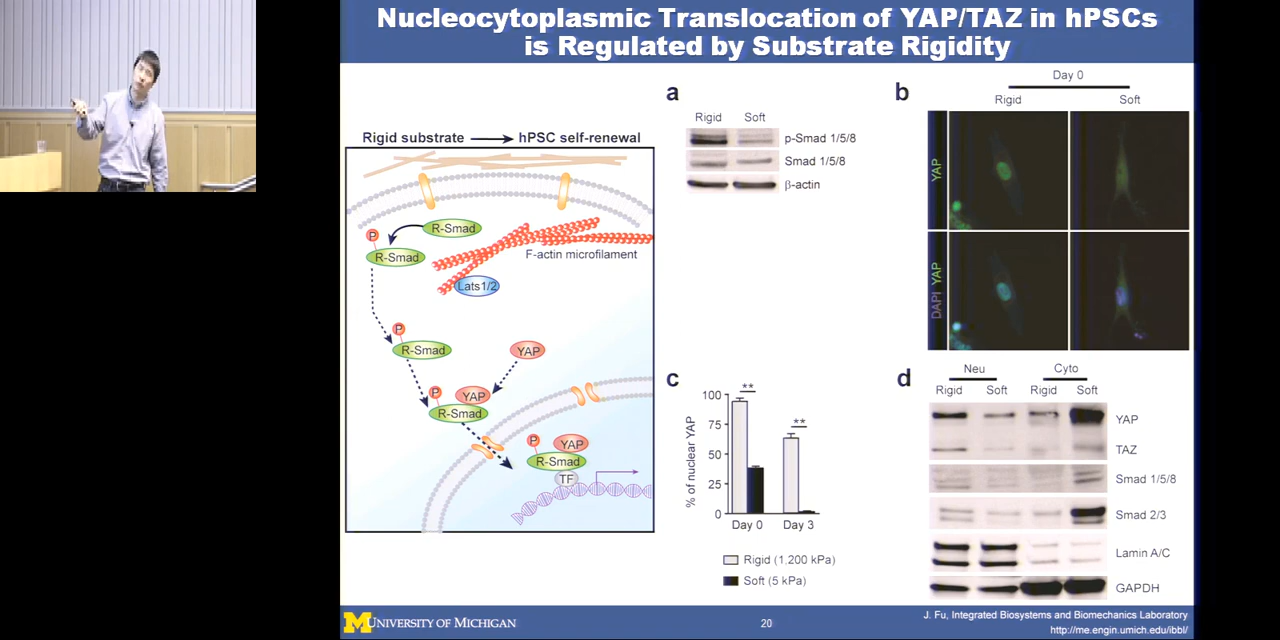 Nucleocytoplasmic Translocation of YAP/TAZ in hPSCs
is Regulated by Substrate Rigidity
Rigid substrate hPSC self-renewal
P
R-Smad
R-Smad
F-actin microfilament
Lats1/2
P
R-Smad
YAP
P
YAP
R-Smad
P
YAP
R-Smad
TF
a
Rigid Soft
p-Smad 1/5/8
Smad 1/5/8
β-actin
b
Day 0
Rigid Soft
YAP
DAPI YAP
c
% of nuclear YAP
100
75
50
25
0
**
**
Day 0 Day 3
Rigid (1,200 kPa)
Soft (5 kPa)
d
Neu Cyto
Rigid Soft Rigid Soft
YAP
TAZ
Smad 1/5/8
Smad 2/3
Lamin A/C
GAPDH
M UNIVERSITY OF MICHIGAN
20
J. Fu, Integrated Biosystems and Biomechanics Laboratory
http://me.engin.umich.edu/ibbl/